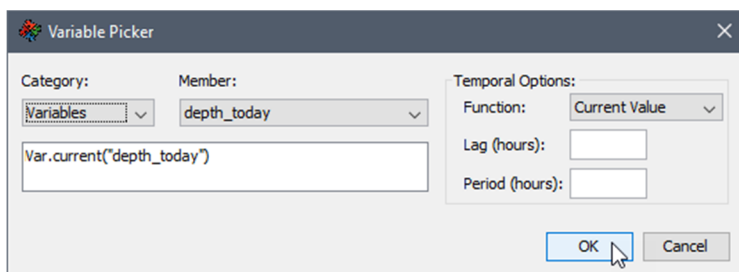 Variable Picker
Category:
Member:
Variables
depth_today
Var.current("depth_today")
Temporal Options:
Function:
Current Value
Lag (hours):
Period (hours):
OK
Cancel